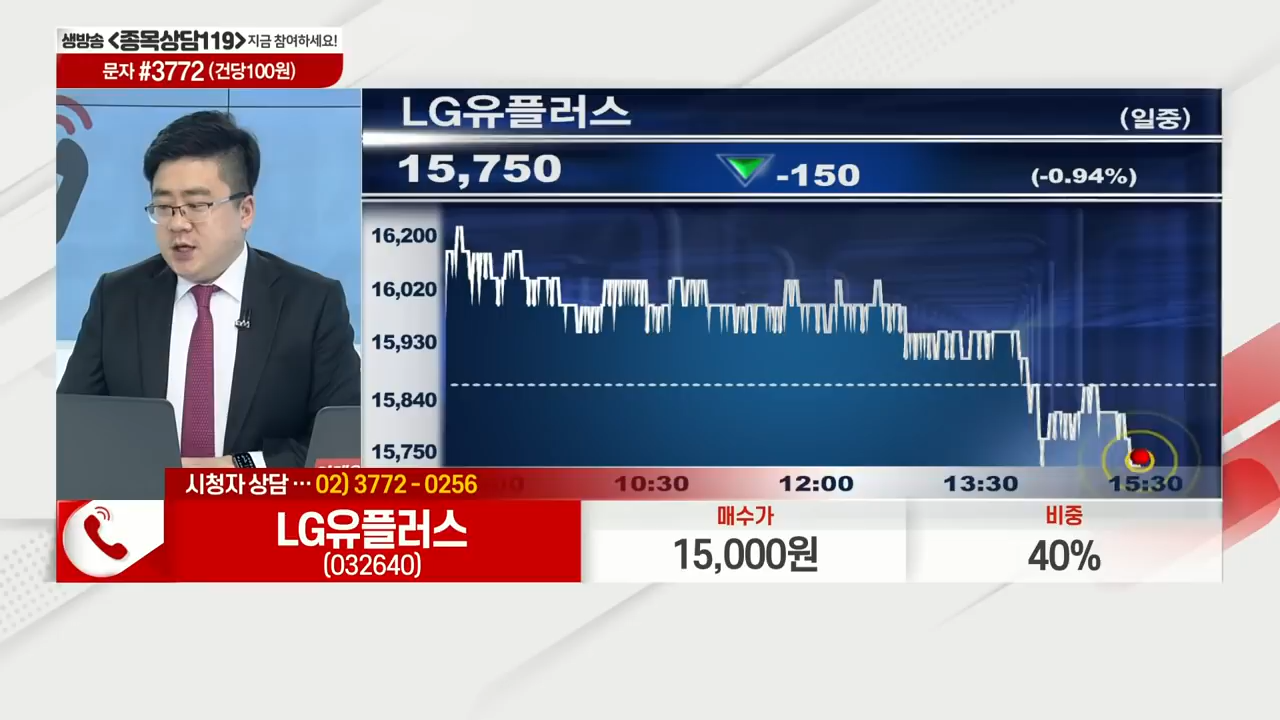 생방송 <종목상담119> 지금 참여하세요!
문자 #3772 (건당100원)
LG유플러스
(일중)
15,750
-150
(-0.94%)
16,200
16,020
15,930
15,840
15,750
10:30
12:00
13:30
15:30
시청자 상담 ··· 02) 3772 - 0256
LG유플러스
(032640)
매수가
15,000원
비중
40%